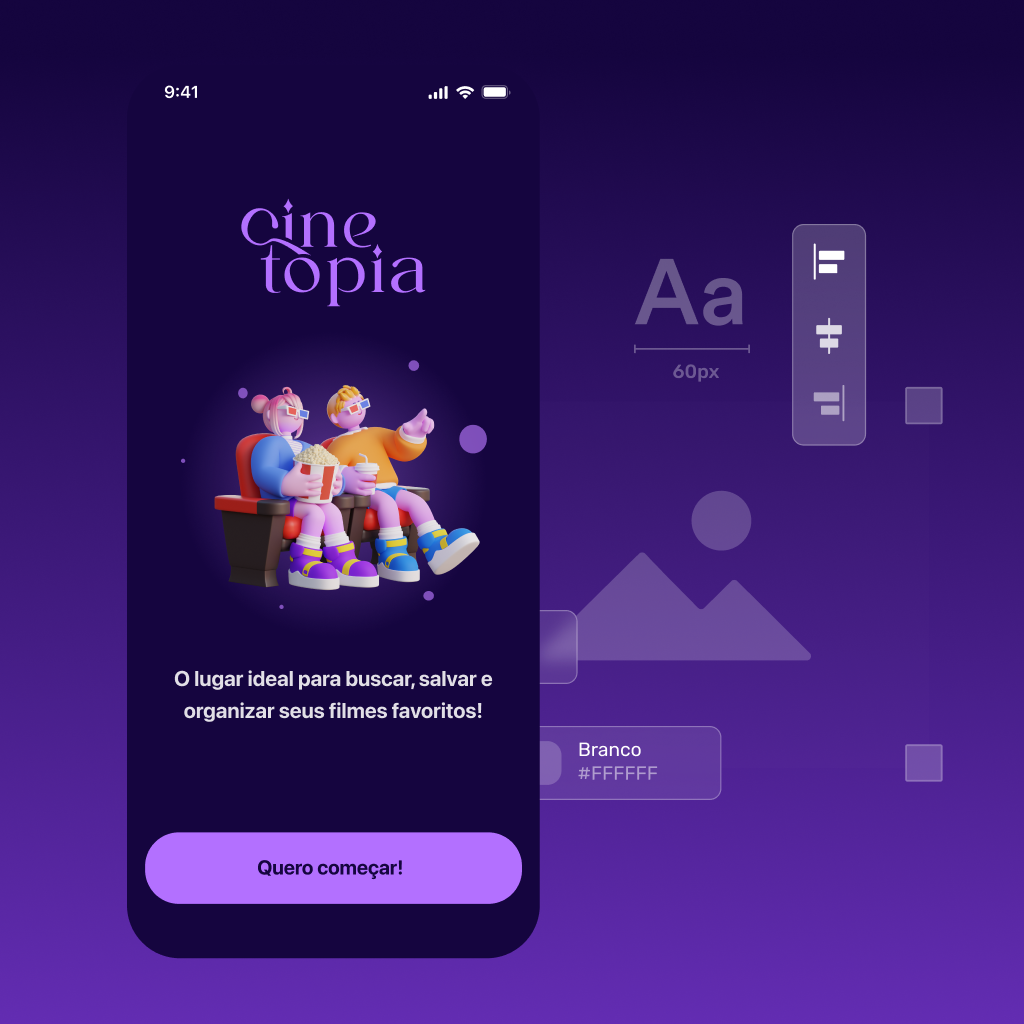 9:41
cine
topia
O lugar ideal para buscar, salvar e
organizar seus filmes favoritos!
Quero começar!
Aa
60px
Branco
#FFFFFF